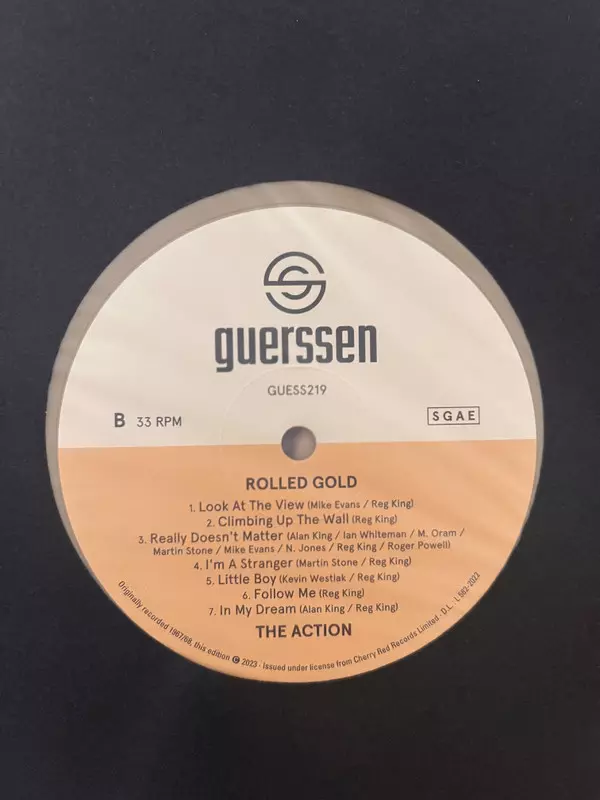 guerssen
GUESS219
B 33 RPM
SGAE
ROLLED GOLD
1. Look At The View (Mike Evans / Reg King)
2. Climbing Up The Wall (Reg King)
3. Really Doesn't Matter (Alan King / Ian Whiteman / M. Oram /
Martin Stone / Mike Evans / N. Jones / Reg King / Roger Powell)
4. I'm A Stranger (Martin Stone / Reg King)
5. Little Boy (Kevin Westlak / Reg King)
6. Follow Me (Reg King)
7. In My Dream (Alan King / Reg King)
THE ACTION
Originally recorded 1967/68, this edition © 2023 · Issued under license from Cherry Red Records Limited · D.L. · L 582-2023